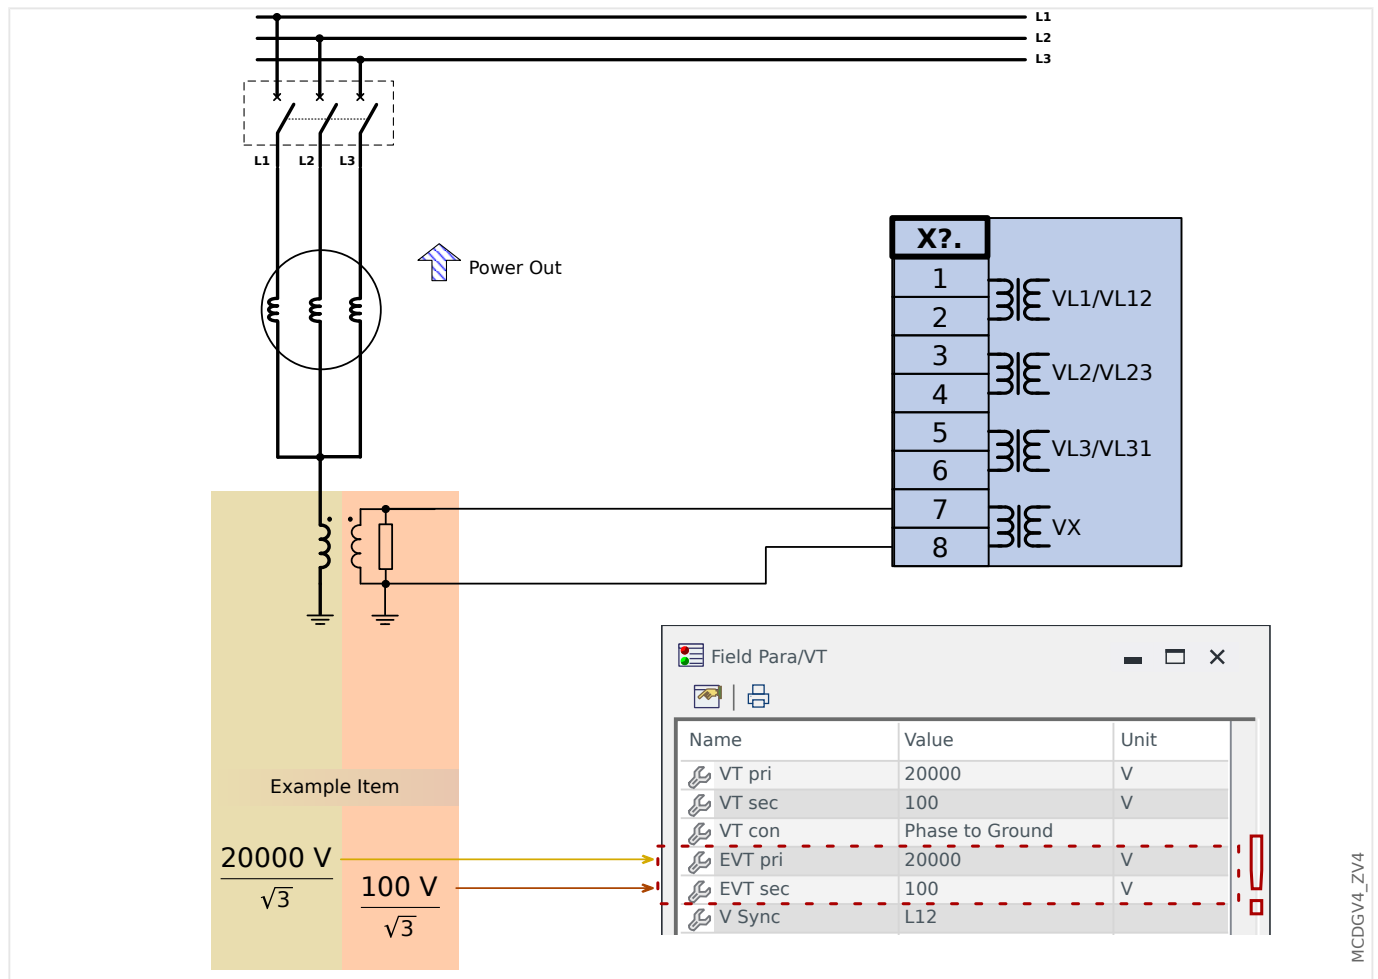 L1
L2
L3
L1 L2 L3
Power Out
X?.
1
2
VL1/VL12
3
4
VL2/VL23
5
6
VL3/VL31
7
8
VX
Field Para/VT
Name Value Unit
VT pri 20000 V
VT sec 100 V
VT con Phase to Ground
EVT pri 20000 V
EVT sec 100 V
V Sync L12
Example Item
20000 V
√3
100 V
√3
MCDGV4_ZV4